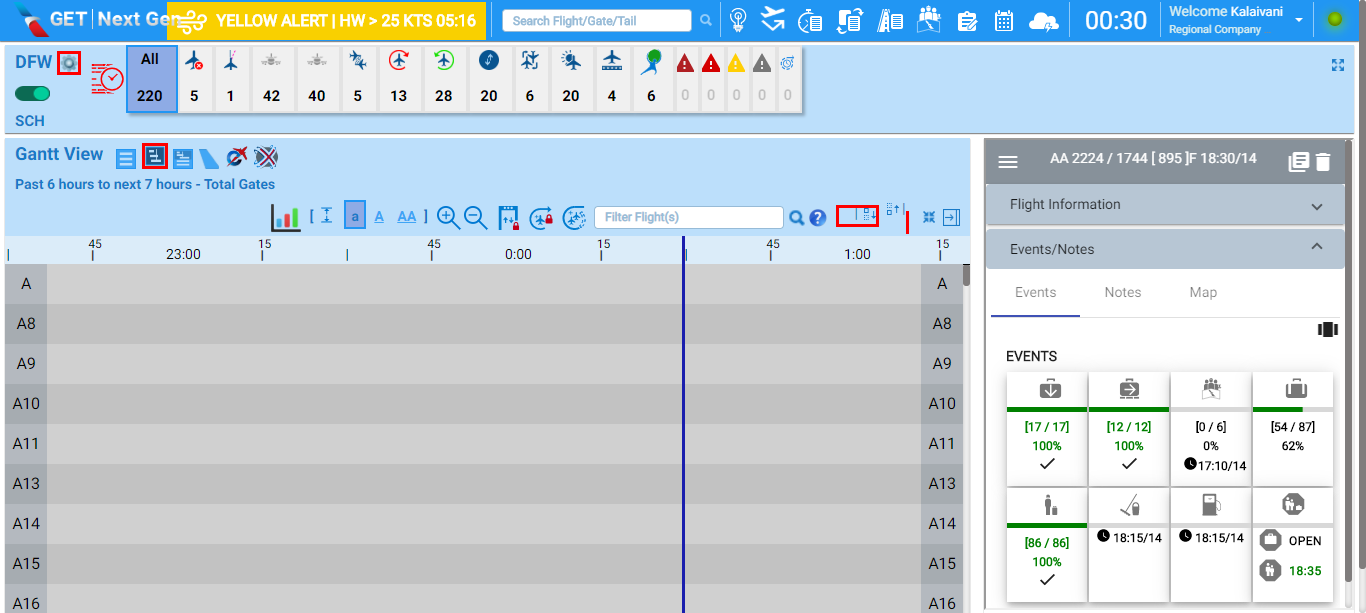 GET Next Gen
YELLOW ALERT | HW > 25 KTS 05:16
Search Flight/Gate/Tail
00:30
Welcome Kalaivani
Regional Company
DFW
SCH
All
220 5 1 42 40 5 13 28 20 6 20 4 6 0 0 0 0 0
Gantt View
Past 6 hours to next 7 hours - Total Gates
[ a A AA ]
Filter Flight(s)
?
45 23:00 15 45 0:00 15 45 1:00 15
A A
A8 A8
A9 A9
A10 A10
A11 A11
A13 A13
A14 A14
A15 A15
A16 A16
AA 2224 / 1744 [ 895 ]F 18:30/14
Flight Information
Events/Notes
Events Notes Map
EVENTS
[17 / 17] [12 / 12] [0 / 6] [54 / 87]
100% 100% 0% 62%
17:10/14
[86 / 86] 18:15/14 18:15/14 OPEN
100% 18:35